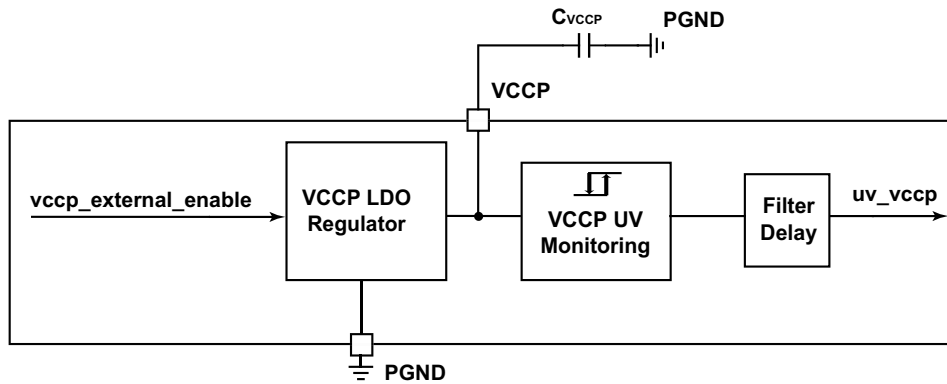 CVCCP
PGND
VCCP
vccp_external_enable
VCCP LDO
Regulator
VCCP UV
Monitoring
Filter
Delay
uv_vccp
PGND